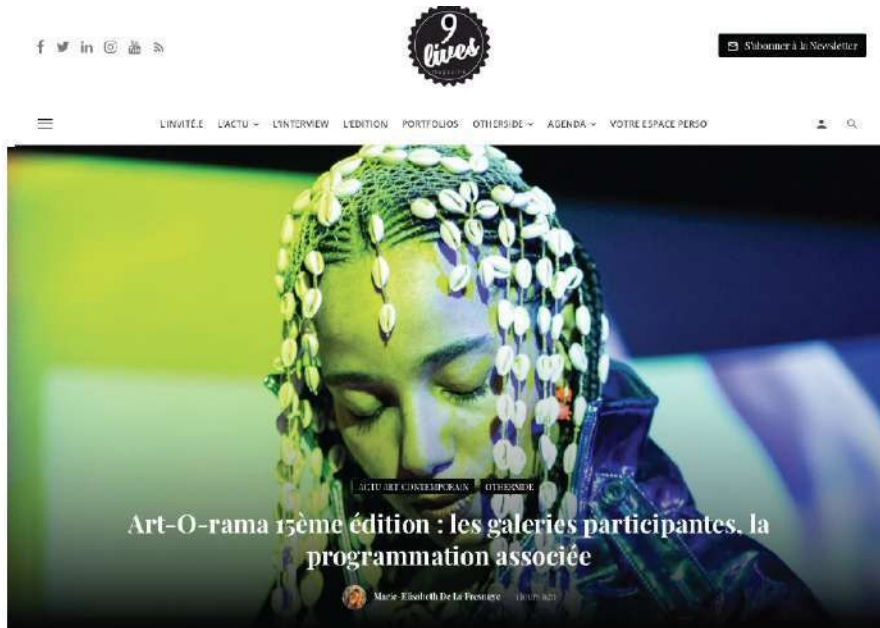 9
lives
magazine
S'abonner à la Newsletter
L'INVITÉ.E L'ACTU L'INTERVIEW L'EDITION PORTFOLIOS OTHERSIDE AGENDA VOTRE ESPACE PERSO
ACTU ART CONTEMPORAIN OTHERSIDE
Art-O-rama 15ème édition : les galeries participantes, la
programmation associée
Marie-Elisabeth De La Fresnaye